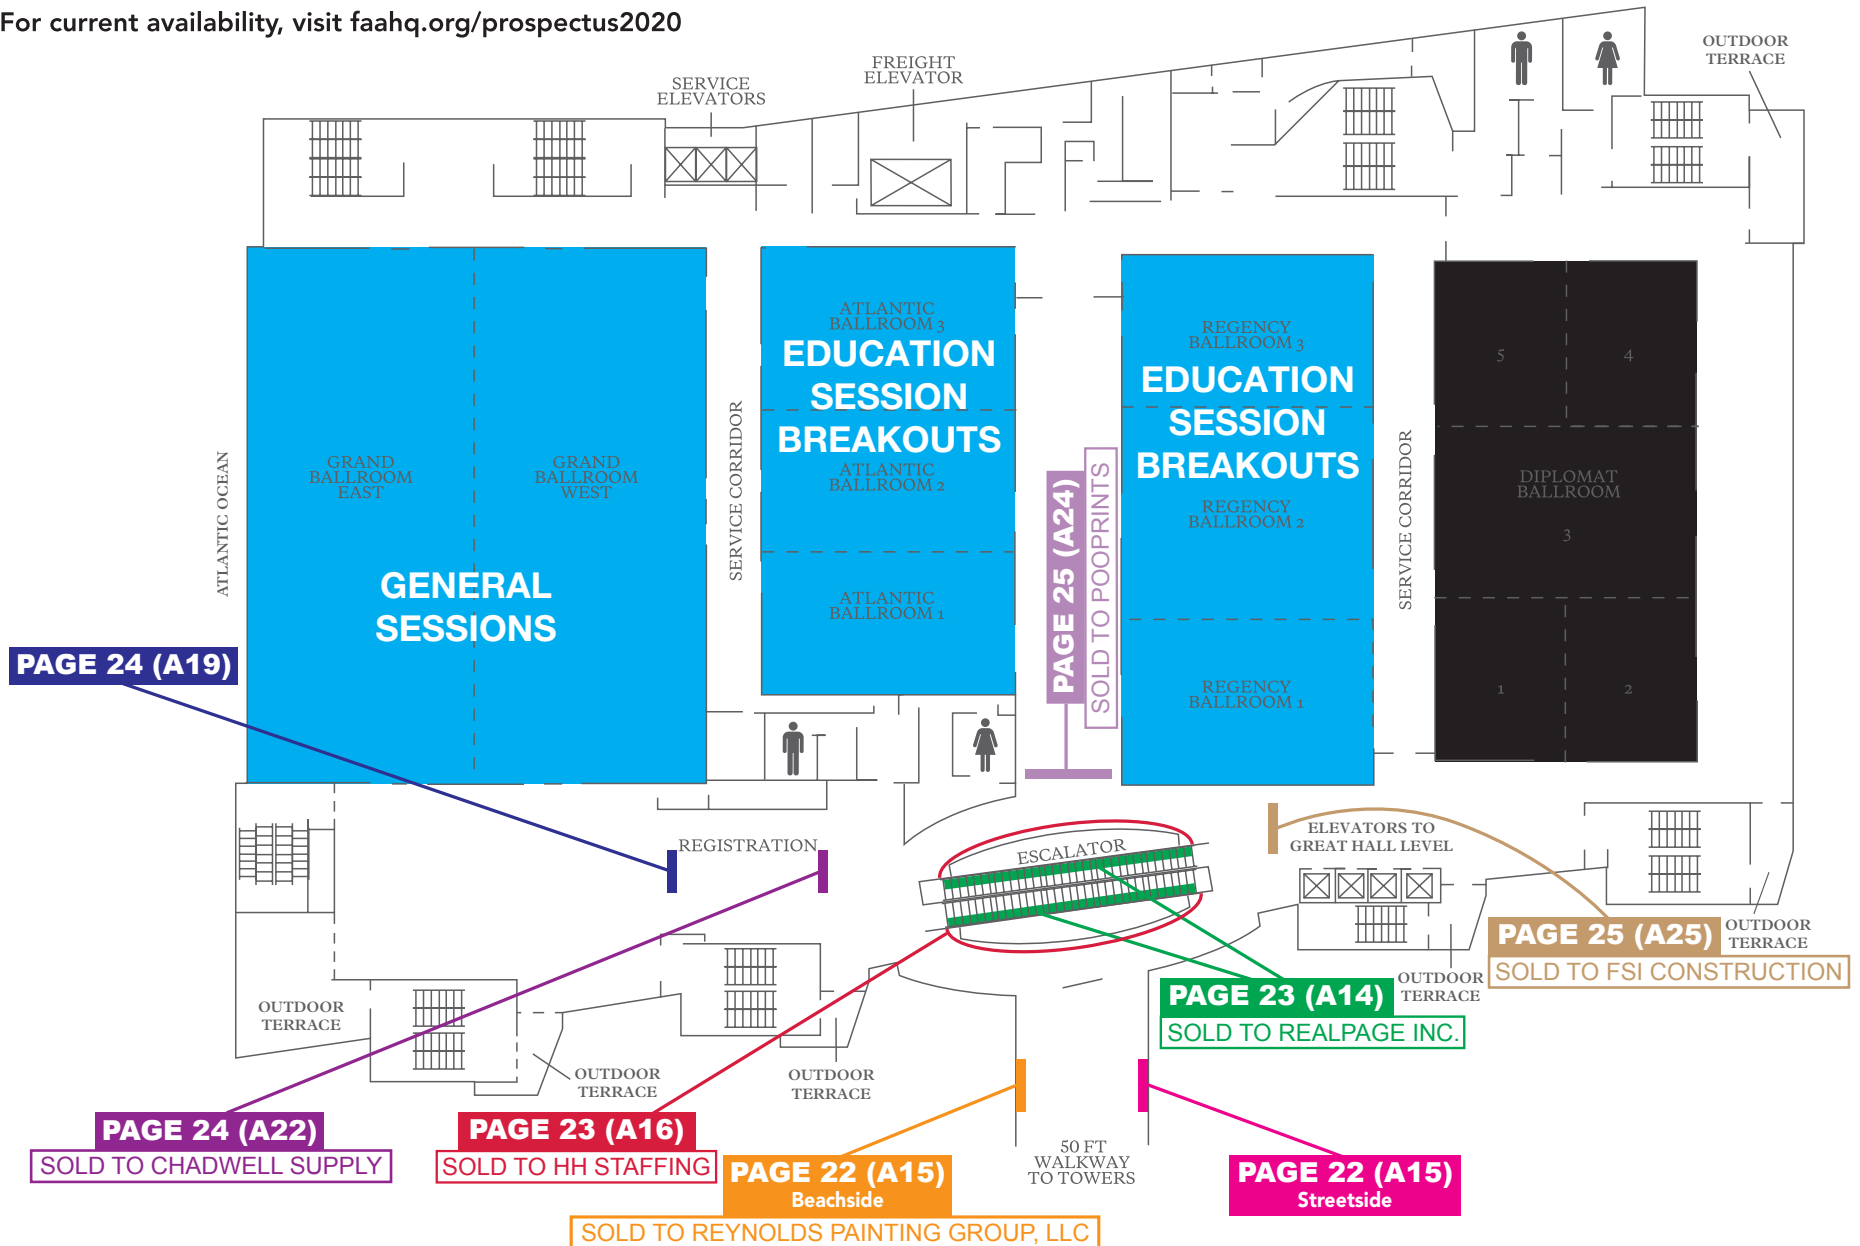 For current availability, visit faahq.org/prospectus2020
SERVICE
ELEVATORS
FREIGHT
ELEVATOR
OUTDOOR
TERRACE
ATLANTIC OCEAN
GRAND
BALLROOM
EAST
GRAND
BALLROOM
WEST
GENERAL
SESSIONS
SERVICE CORRIDOR
ATLANTIC
BALLROOM 3
EDUCATION
SESSION
BREAKOUTS
ATLANTIC
BALLROOM 2
ATLANTIC
BALLROOM 1
PAGE 25 (A24)
SOLD TO POOPRINTS
REGENCY
BALLROOM 3
EDUCATION
SESSION
BREAKOUTS
REGENCY
BALLROOM 2
REGENCY
BALLROOM 1
SERVICE CORRIDOR
5
4
DIPLOMAT
BALLROOM
3
1
2
PAGE 24 (A19)
REGISTRATION
ESCALATOR
ELEVATORS TO
GREAT HALL LEVEL
PAGE 25 (A25)
SOLD TO FSI CONSTRUCTION
OUTDOOR
TERRACE
OUTDOOR
TERRACE
PAGE 23 (A14)
SOLD TO REALPAGE INC.
OUTDOOR
TERRACE
OUTDOOR
TERRACE
OUTDOOR
TERRACE
PAGE 24 (A22)
SOLD TO CHADWELL SUPPLY
PAGE 23 (A16)
SOLD TO HH STAFFING
PAGE 22 (A15)
Beachside
SOLD TO REYNOLDS PAINTING GROUP, LLC
50 FT
WALKWAY
TO TOWERS
PAGE 22 (A15)
Streetside